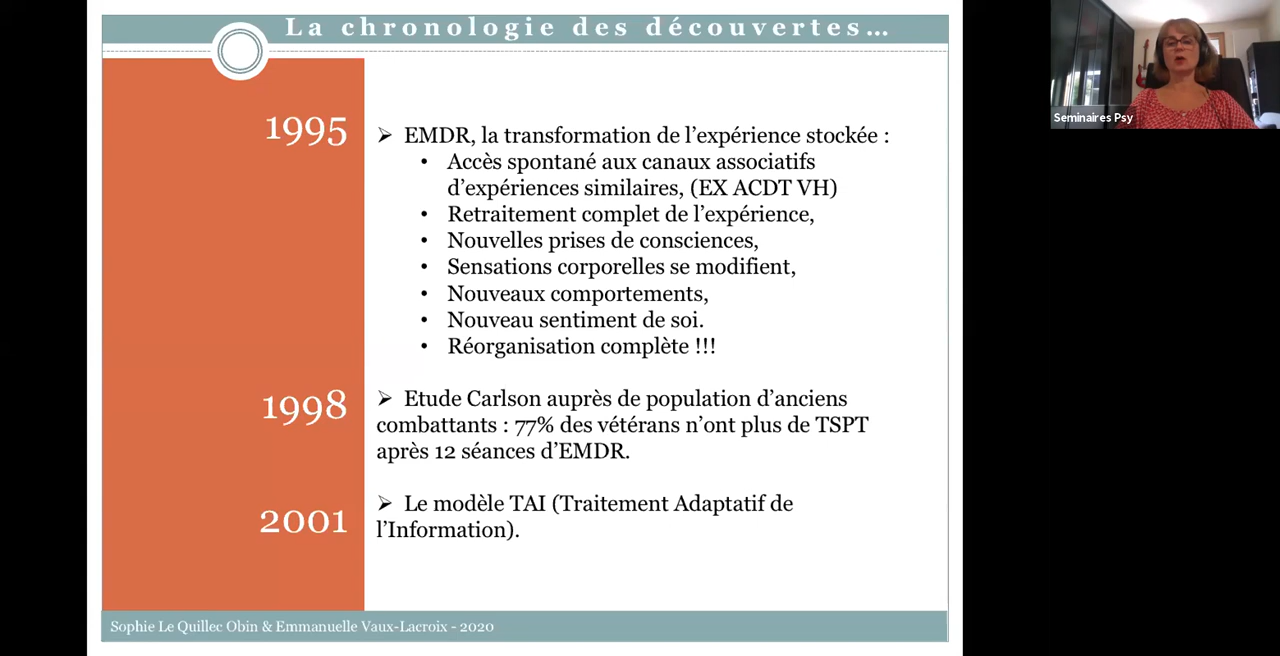 La chronologie des découvertes…
1995
➢ EMDR, la transformation de l'expérience stockée :
• Accès spontané aux canaux associatifs
d'expériences similaires, (EX ACDT VH)
• Retraitement complet de l'expérience,
• Nouvelles prises de consciences,
• Sensations corporelles se modifient,
• Nouveaux comportements,
• Nouveau sentiment de soi.
• Réorganisation complète !!!
1998
➢ Etude Carlson auprès de population d'anciens
combattants : 77% des vétérans n'ont plus de TSPT
après 12 séances d'EMDR.
2001
➢ Le modèle TAI (Traitement Adaptatif de
l'Information).
Sophie Le Quillec Obin & Emmanuelle Vaux-Lacroix - 2020
Seminaires Psy